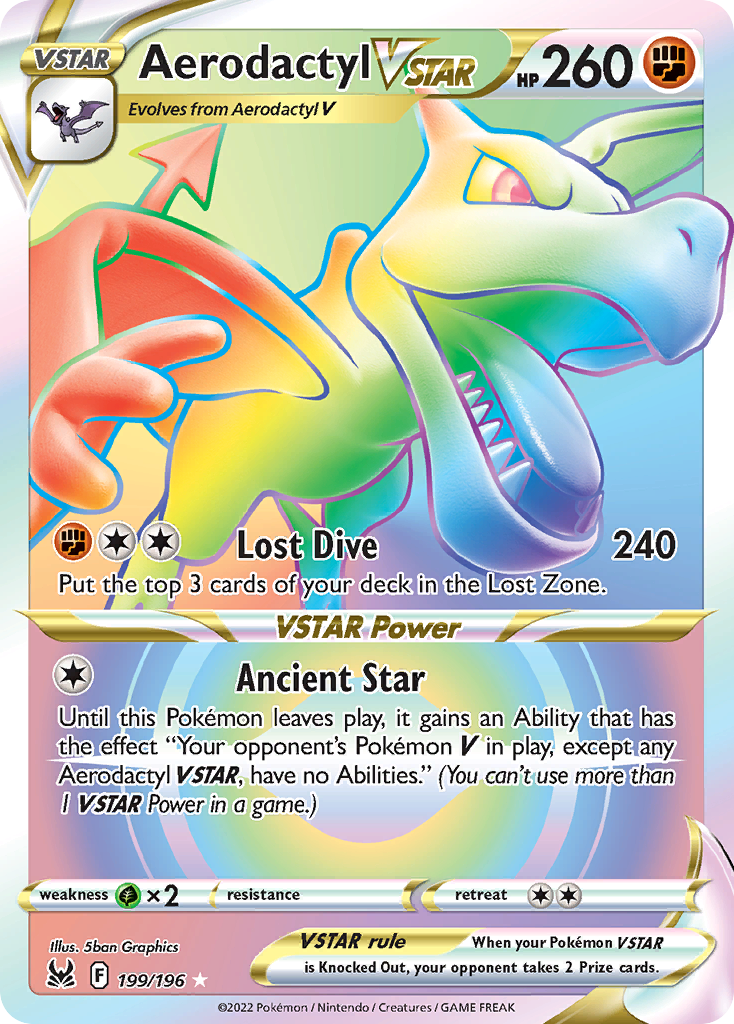 VSTAR Aerodactyl VSTAR HP 260
Evolves from Aerodactyl V
Lost Dive 240
Put the top 3 cards of your deck in the Lost Zone.
VSTAR Power
Ancient Star
Until this Pokémon leaves play, it gains an Ability that has
the effect “Your opponent’s Pokémon V in play, except any
Aerodactyl VSTAR, have no Abilities.” (You can’t use more than
1 VSTAR Power in a game.)
weakness ×2 resistance retreat
Illus. 5ban Graphics
VSTAR rule When your Pokémon VSTAR
is Knocked Out, your opponent takes 2 Prize cards.
F 199/196
©2022 Pokémon / Nintendo / Creatures / GAME FREAK